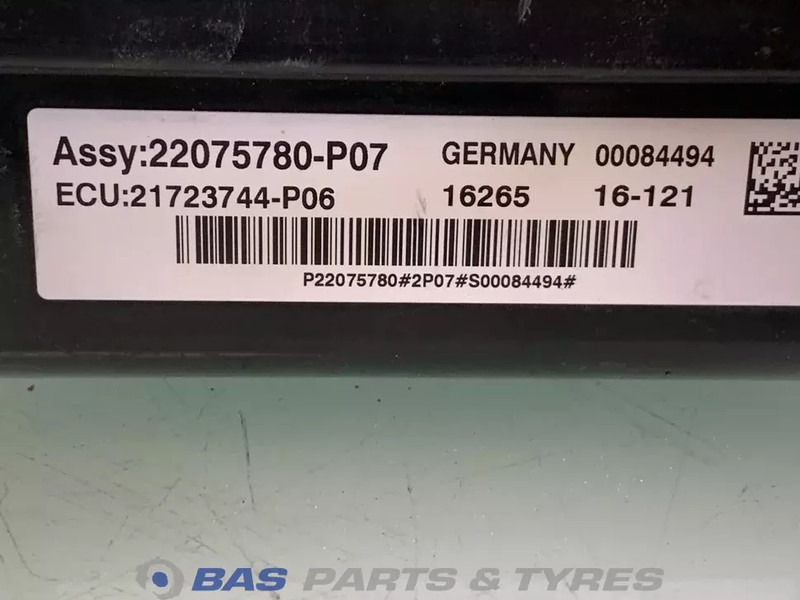 Assy:22075780-P07 GERMANY 00084494
ECU:21723744-P06 16265 16-121
P22075780#2P07#S00084494#
BAS PARTS & TYRES